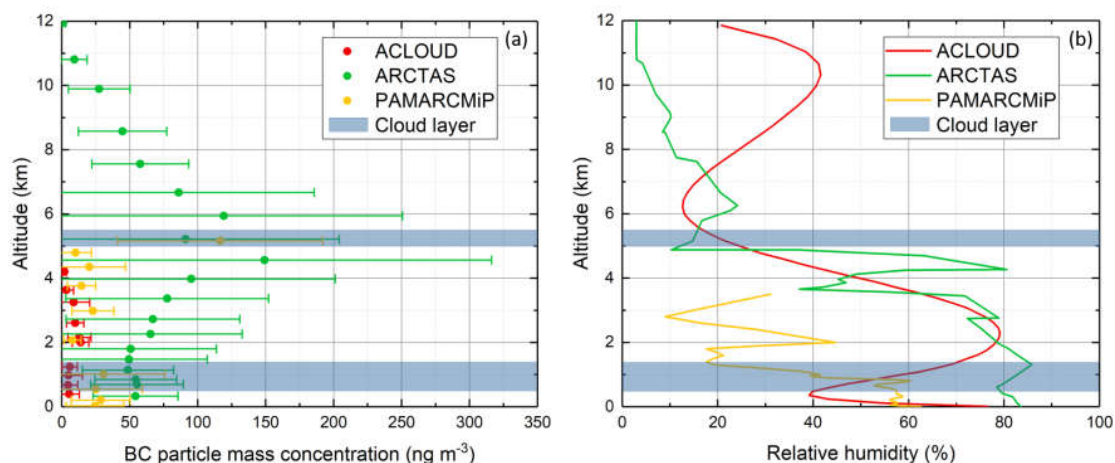 (a)
ACLOUD
ARCTAS
PAMARCMiP
Cloud layer
Altitude (km)
12
10
8
6
4
2
0
0 50 100 150 200 250 300 350
BC particle mass concentration (ng m-3)
(b)
ACLOUD
ARCTAS
PAMARCMiP
Cloud layer
Altitude (km)
12
10
8
6
4
2
0
0 20 40 60 80 100
Relative humidity (%)